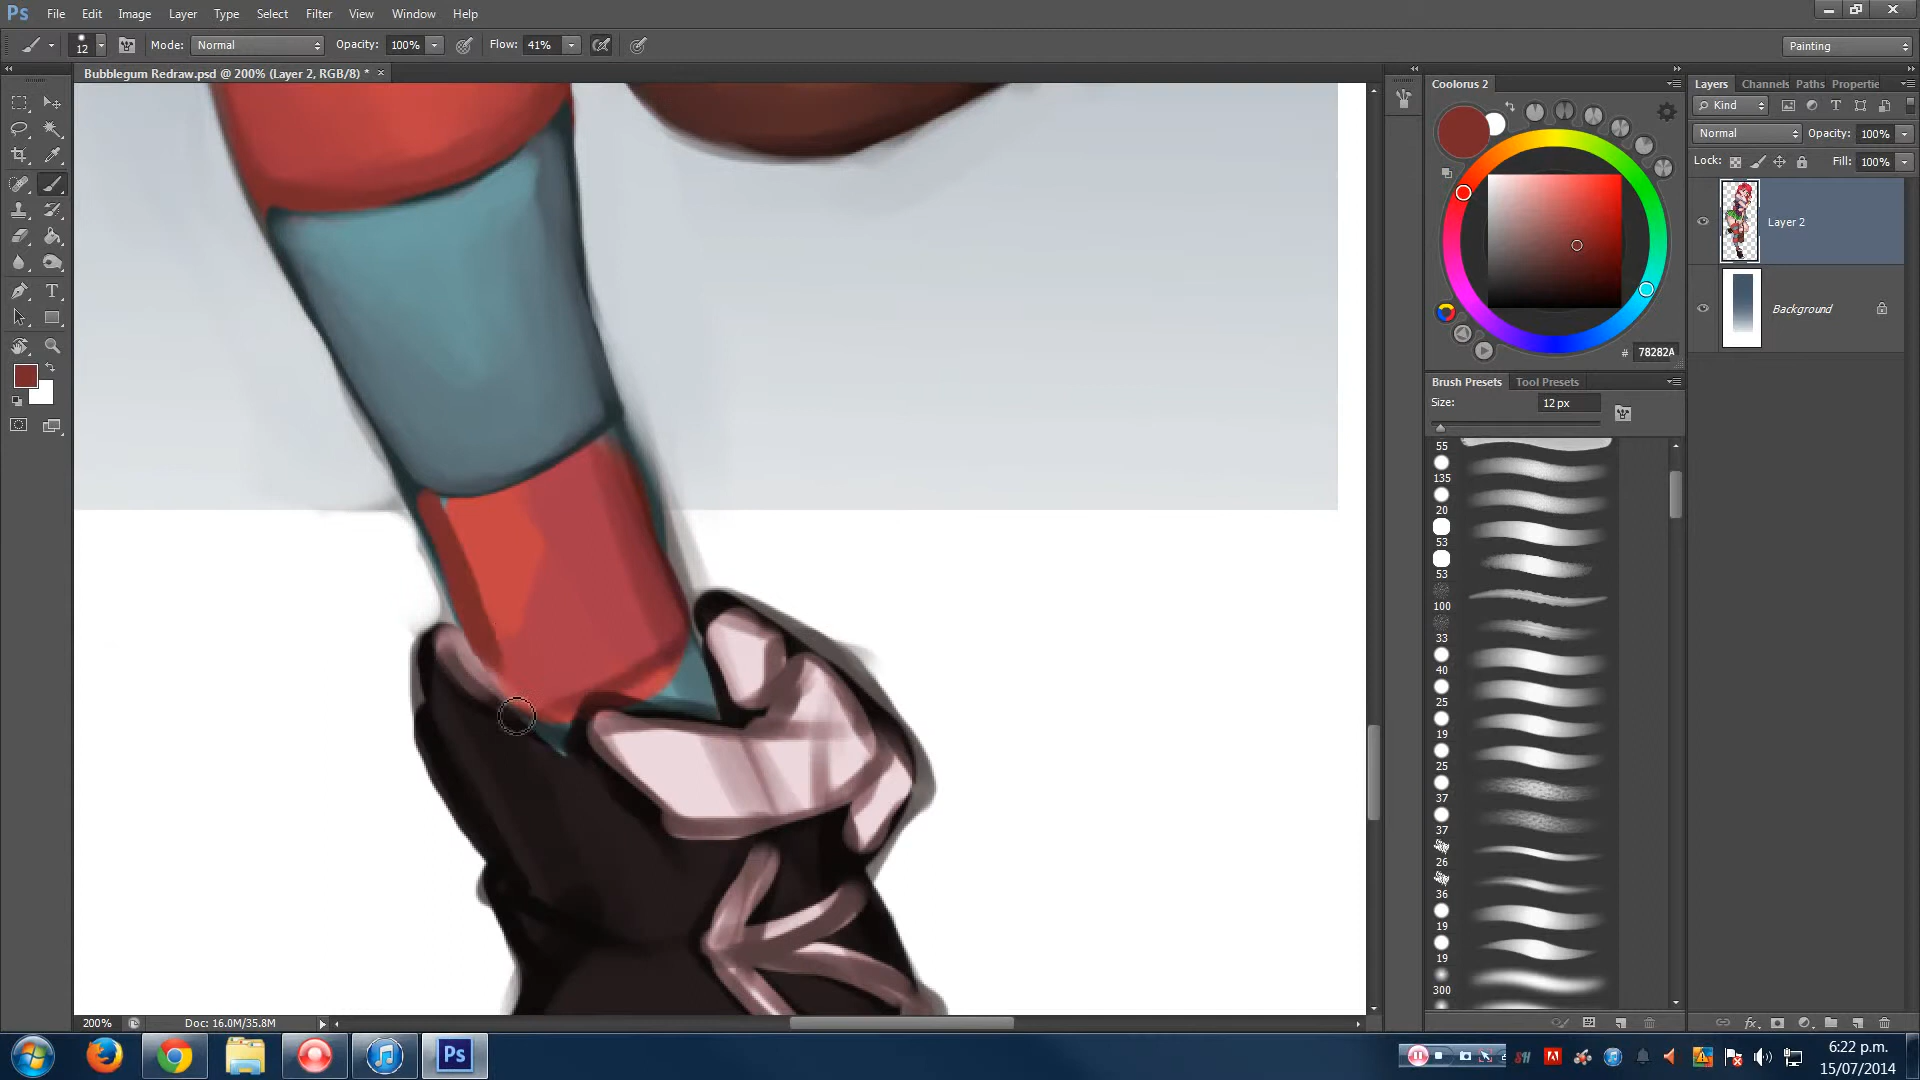 Ps File Edit Image Layer Type Select Filter Extract View Window Help
12 Mode: Normal Opacity: 100% Flow: 41% Painting
Bubblegum Redraw.psd @ 200% (Layer 2, RGB/8) * ×
Coolorus 2
Layers Channels Paths Propertie
Kind
Normal Opacity: 100%
Lock: Fill: 100%
Layer 2
Background
# 78282A
Brush Presets Tool Presets
Size: 12 px
55
135
20
53
53
100
33
40
25
19
25
37
37
26
36
19
19
300
200% Doc: 16.0M/35.8M
Ps
6:22 p.m.
15/07/2014